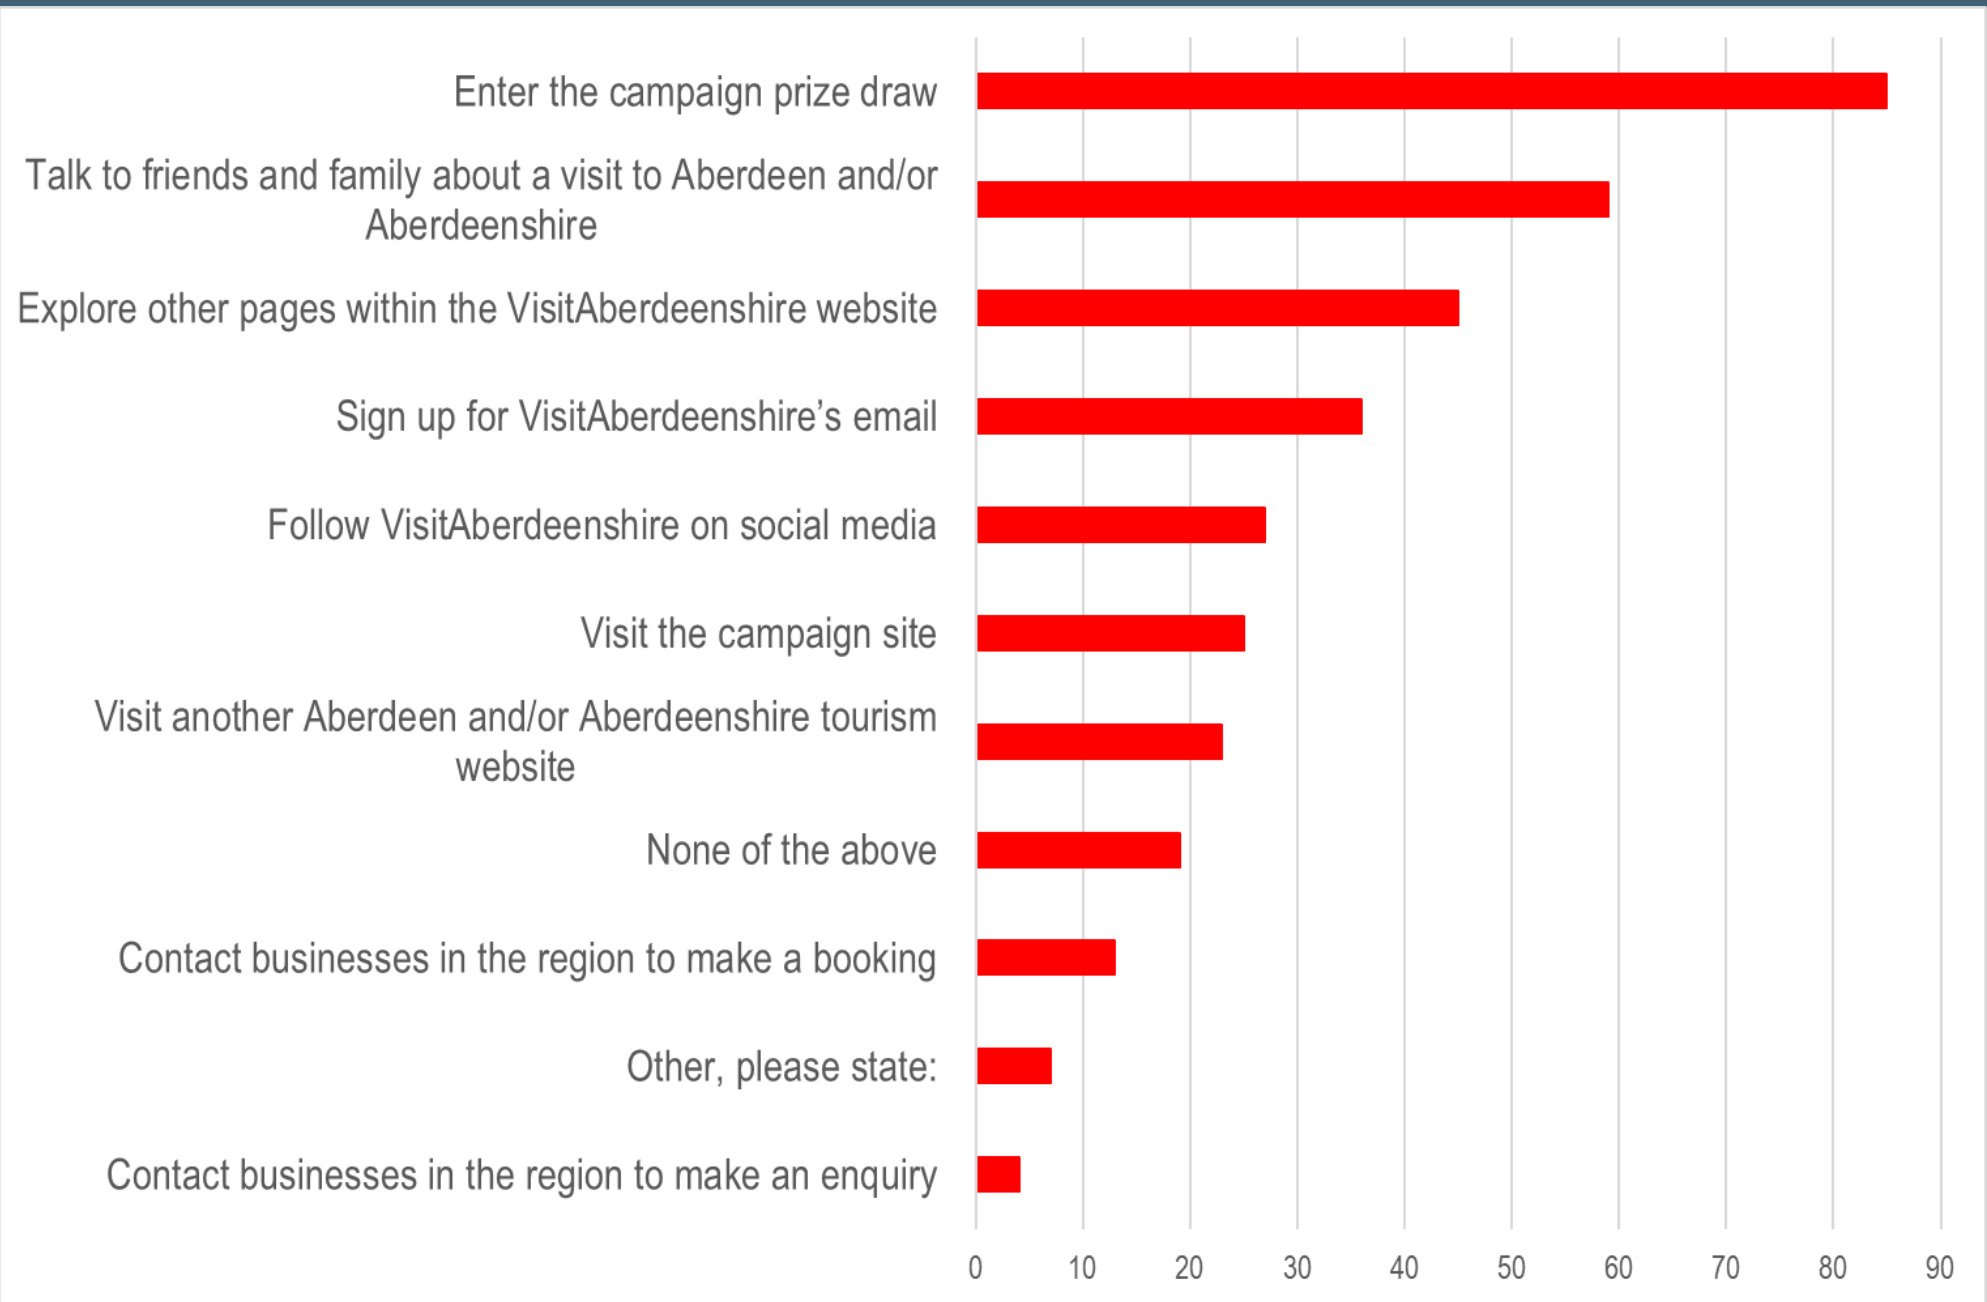 Enter the campaign prize draw
Talk to friends and family about a visit to Aberdeen and/or
Aberdeenshire
Explore other pages within the VisitAberdeenshire website
Sign up for VisitAberdeenshire’s email
Follow VisitAberdeenshire on social media
Visit the campaign site
Visit another Aberdeen and/or Aberdeenshire tourism
website
None of the above
Contact businesses in the region to make a booking
Other, please state:
Contact businesses in the region to make an enquiry
0 10 20 30 40 50 60 70 80 90